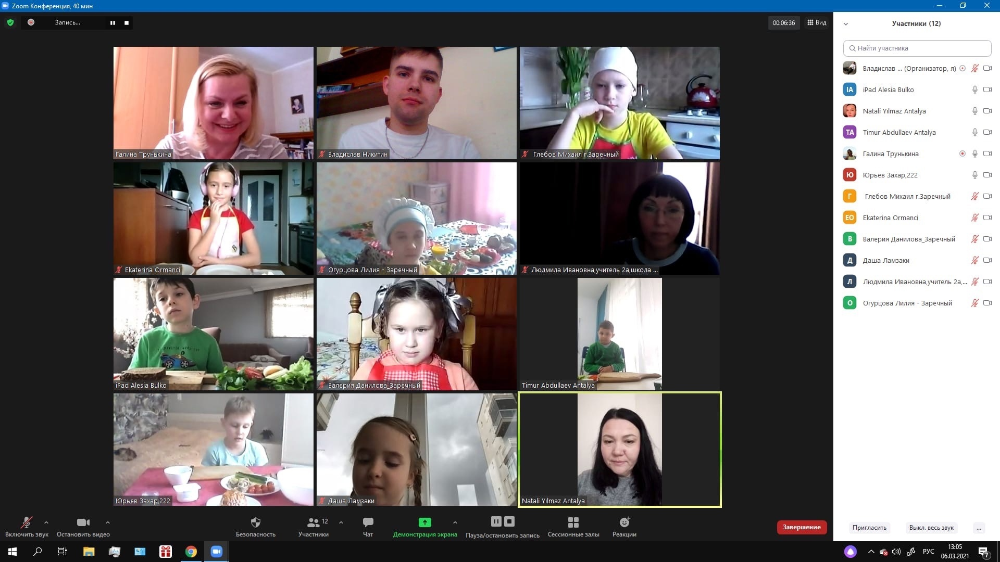 Zoom Конференция, 40 мин
Запись...
00:06:36
Вид
Участники (12)
Найти участника
Владислав ... (Организатор, я)
IA iPad Alesia Bulko
Natali Yılmaz Antalya
TA Timur Abdullaev Antalya
Галина Трунькина
Ю Юрьев Захар,222
Г Глебов Михаил г.Заречный
EO Ekaterina Ormanci
В Валерия Данилова_Заречный
Д Даша Ламзаки
Л Людмила Ивановна,учитель 2а,...
О Огурцова Лилия - Заречный
Галина Трунькина
Владислав Никитин
Глебов Михаил г.Заречный
Ekaterina Ormanci
Огурцова Лилия - Заречный
Людмила Ивановна,учитель 2а,школа ...
iPad Alesia Bulko
Валерия Данилова_Заречный
Timur Abdullaev Antalya
Юрьев Захар,222
Даша Ламзаки
Natali Yılmaz Antalya
Включить звук
Остановить видео
Безопасность
Участники
12
Чат
Демонстрация экрана
Пауза/остановить запись
Сессионные залы
Реакции
Завершение
Пригласить
Выкл. весь звук
...
РУС
13:05
06.03.2021
7